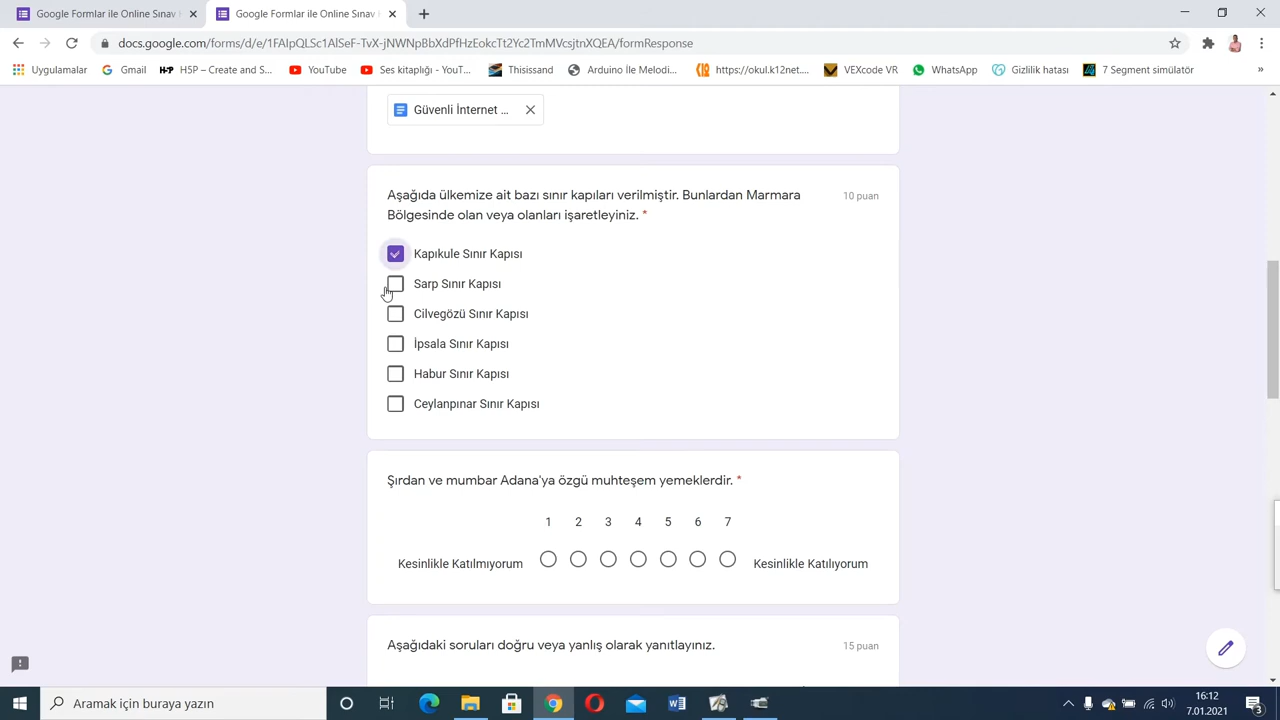 Google Formlar ile Online Sınav
Google Formlar ile Online Sınav
docs.google.com/forms/d/e/1FAIpQLSc1AlSeF-TvX-jNWNpBbXdPfHzEokcTt2Yc2TmMVcsjtnXQEA/formResponse
Uygulamalar
Gmail
H5P – Create and S...
YouTube
Ses kitaplığı - YouT...
Thisissand
Arduino İle Melodi...
https://okul.k12net....
VEXcode VR
WhatsApp
Gizlilik hatası
7 Segment simülatör
»
Güvenli İnternet ...
Aşağıda ülkemize ait bazı sınır kapıları verilmiştir. Bunlardan Marmara
Bölgesinde olan veya olanları işaretleyiniz. *
10 puan
Kapıkule Sınır Kapısı
Sarp Sınır Kapısı
Cilvegözü Sınır Kapısı
İpsala Sınır Kapısı
Habur Sınır Kapısı
Ceylanpınar Sınır Kapısı
Şırdan ve mumbar Adana'ya özgü muhteşem yemeklerdir. *
1 2 3 4 5 6 7
Kesinlikle Katılmıyorum
Kesinlikle Katılıyorum
Aşağıdaki soruları doğru veya yanlış olarak yanıtlayınız.
15 puan
Aramak için buraya yazın
16:12
7.01.2021
3